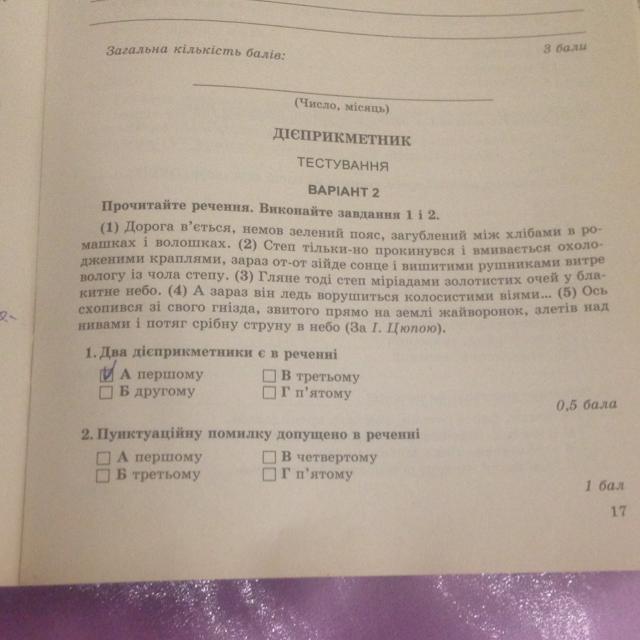 Загальна кількість балів:
3 бали
(Число, місяць)
ДІЄПРИКМЕТНИК
ТЕСТУВАННЯ
ВАРІАНТ 2
Прочитайте речення. Виконайте завдання 1 і 2.
(1) Дорога в’ється, немов зелений пояс, загублений між хлібами в ро-
машках і волошках. (2) Степ тільки-но прокинувся і вмивається охоло-
дженими краплями, зараз от-от зійде сонце і вишитими рушниками витре
вологу із чола степу. (3) Гляне тоді степ міріадами золотистих очей у бла-
китне небо. (4) А зараз він ледь ворушиться колосистими віями... (5) Ось
схопився зі свого гнізда, звитого прямо на землі жайворонок, злетів над
нивами і потяг срібну струну в небо (За І. Цюпою).
1. Два дієприкметники є в реченні
А першому
В третьому
Б другому
Г п’ятому
0,5 бала
2. Пунктуаційну помилку допущено в реченні
А першому
В четвертому
Б третьому
Г п’ятому
1 бал
17